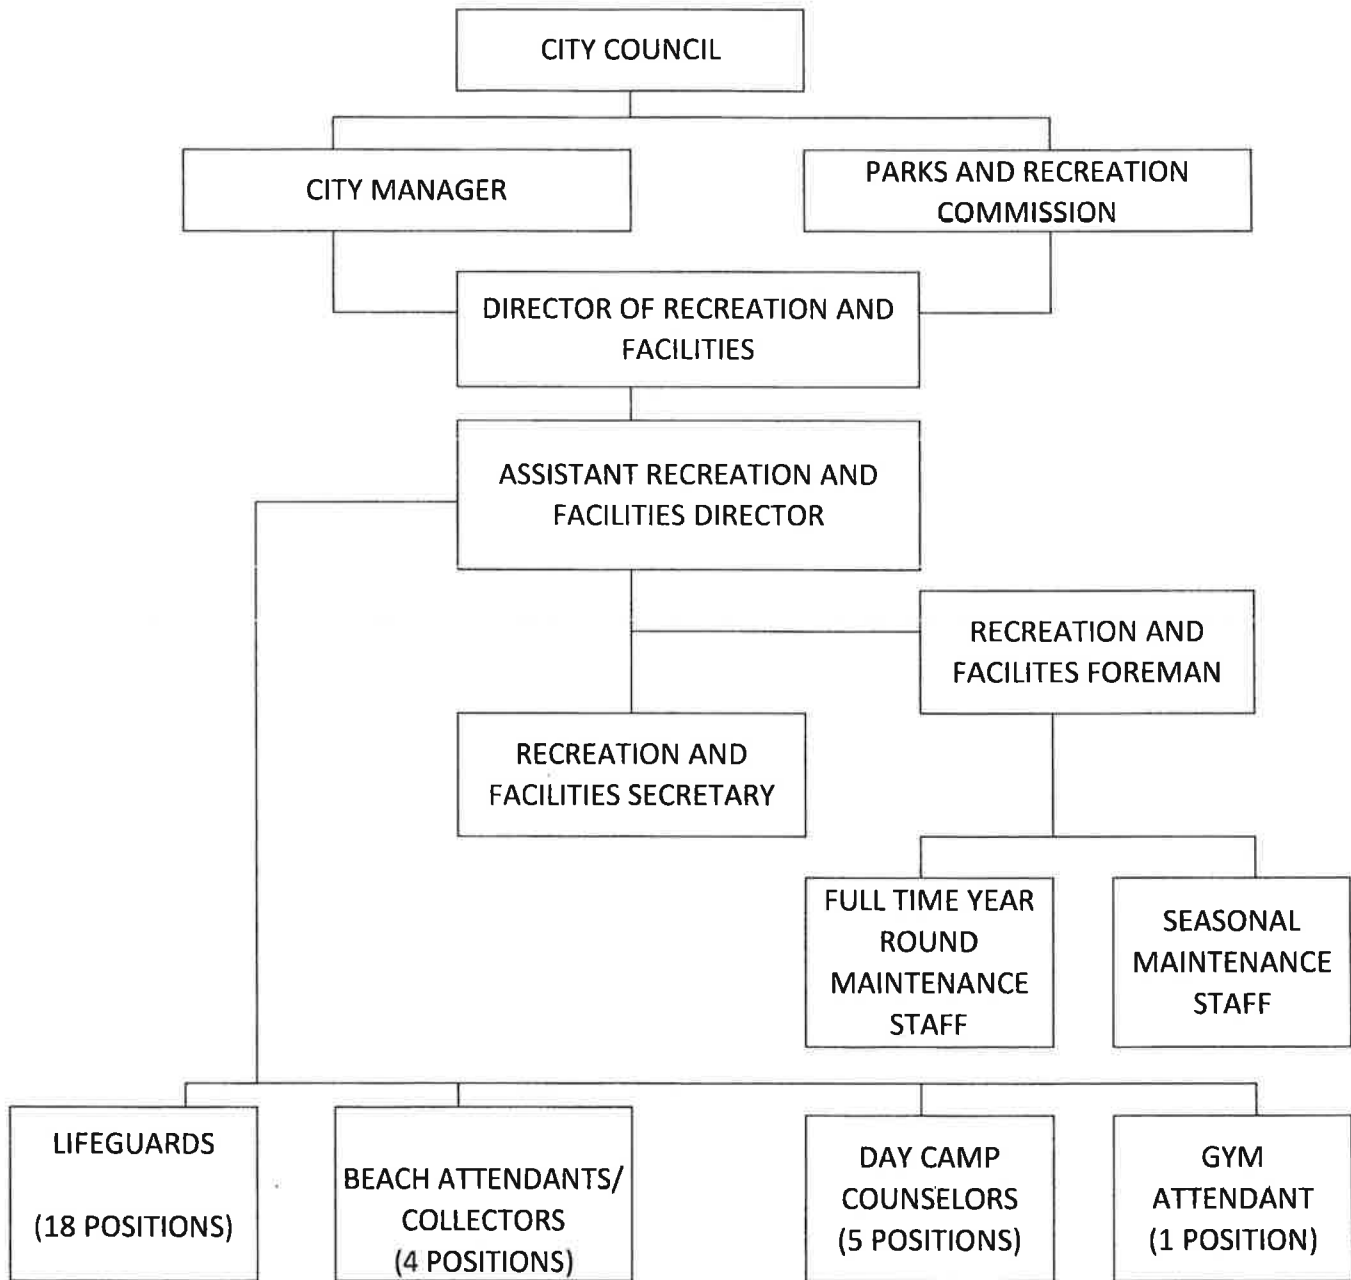 CITY COUNCIL
CITY MANAGER
PARKS AND RECREATION
COMMISSION
DIRECTOR OF RECREATION AND
FACILITIES
ASSISTANT RECREATION AND
FACILITIES DIRECTOR
RECREATION AND
FACILITES FOREMAN
RECREATION AND
FACILITIES SECRETARY
FULL TIME YEAR
ROUND
MAINTENANCE
STAFF
SEASONAL
MAINTENANCE
STAFF
LIFEGUARDS
(18 POSITIONS)
BEACH ATTENDANTS/
COLLECTORS
(4 POSITIONS)
DAY CAMP
COUNSELORS
(5 POSITIONS)
GYM
ATTENDANT
(1 POSITION)